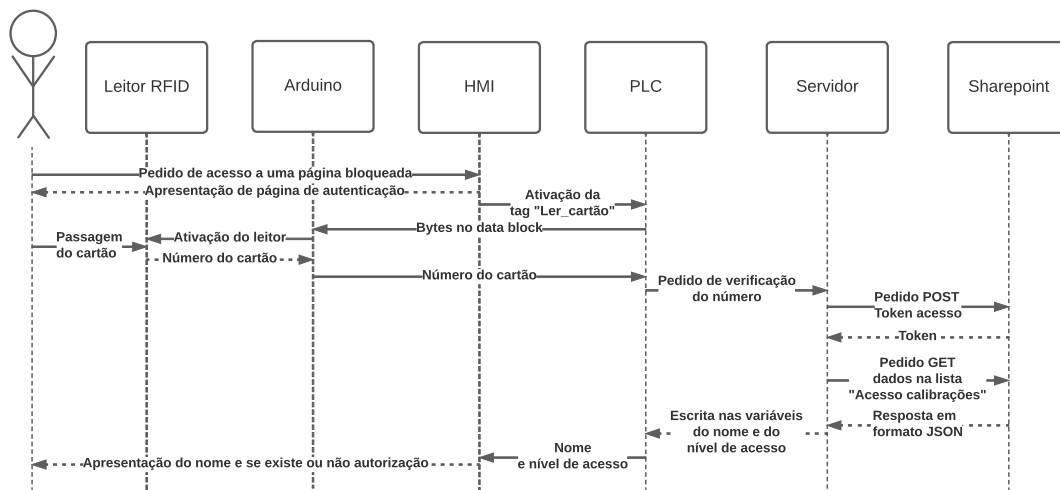 Leitor RFID
Arduino
HMI
PLC
Servidor
Sharepoint
Pedido de acesso a uma página bloqueada
Apresentação de página de autenticação
Ativação da
tag "Ler_cartão"
Bytes no data block
Passagem
do cartão
Ativação do leitor
Número do cartão
Número do cartão
Pedido de verificação
do número
Pedido POST
Token acesso
Token
Pedido GET
dados na lista
"Acesso calibrações"
Resposta em
formato JSON
Escrita nas variáveis
do nome e do
nível de acesso
Nome
e nível de acesso
Apresentação do nome e se existe ou não autorização